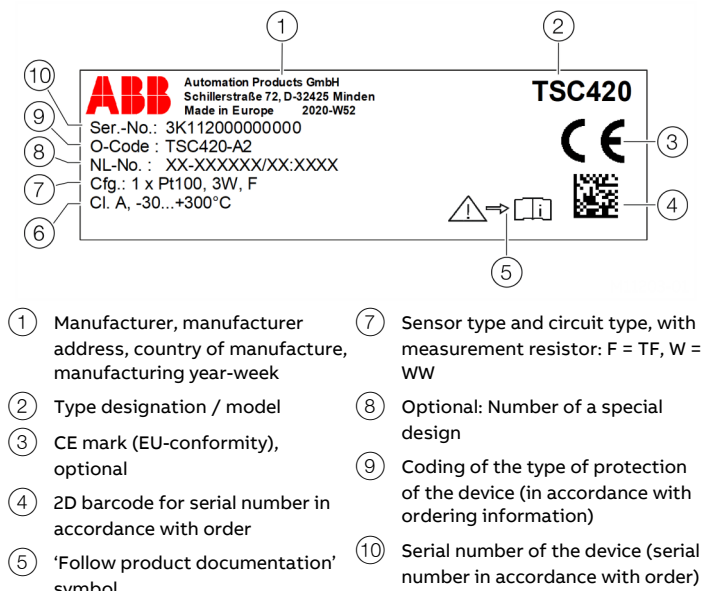 1
2
ABB
Automation Products GmbH
Schillerstraße 72, D-32425 Minden
Made in Europe 2020-W52
TSC420
10
Ser.-No.: 3K112000000000
9
O-Code : TSC420-A2
CE
3
8
NL-No. : XX-XXXXXX/XX:XXXX
7
Cfg.: 1 x Pt100, 3W, F
Cl. A, -30...+300°C
i
4
6
5
1 Manufacturer, manufacturer
address, country of manufacture,
manufacturing year-week
2 Type designation / model
3 CE mark (EU-conformity),
optional
4 2D barcode for serial number in
accordance with order
5 ‘Follow product documentation’
symbol
7 Sensor type and circuit type, with
measurement resistor: F = TF, W =
WW
8 Optional: Number of a special
design
9 Coding of the type of protection
of the device (in accordance with
ordering information)
10 Serial number of the device (serial
number in accordance with order)